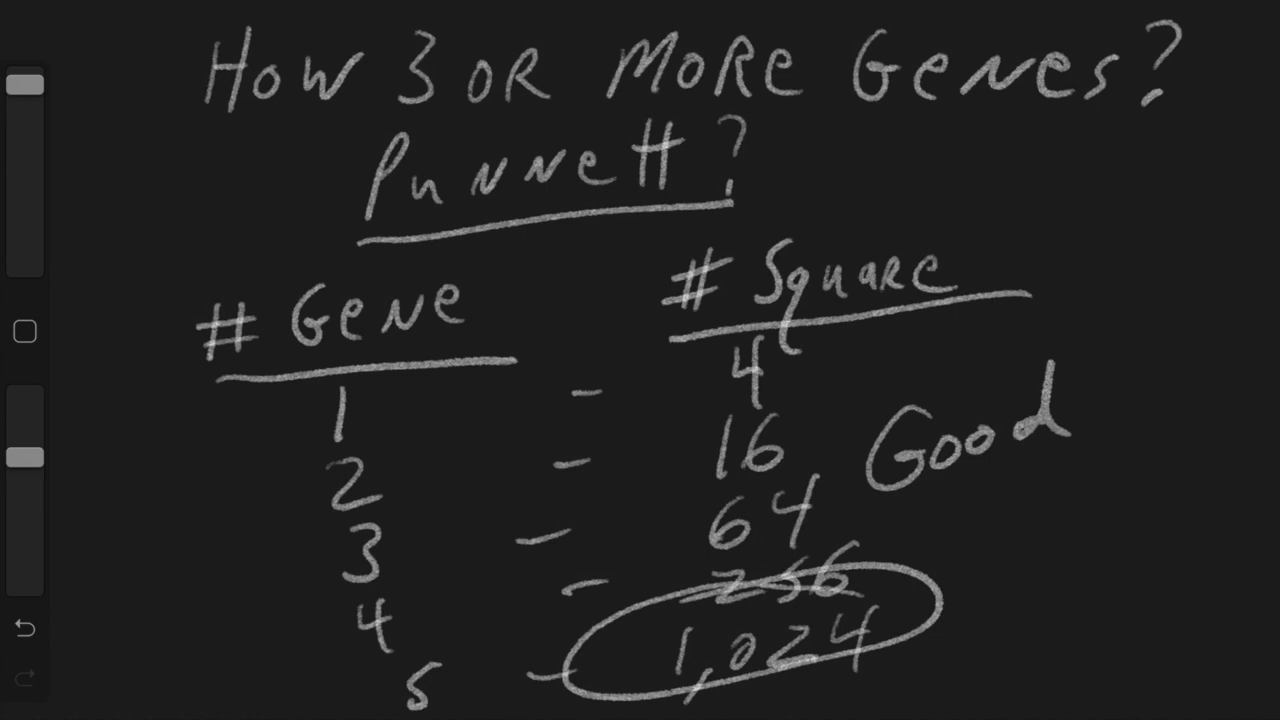 How 3 OR MORE GeNes?
PuNNett?
# GeNe # Square
1 - 4
2 - 16 Good
3 - 64
4 - 256
5 - 1,024